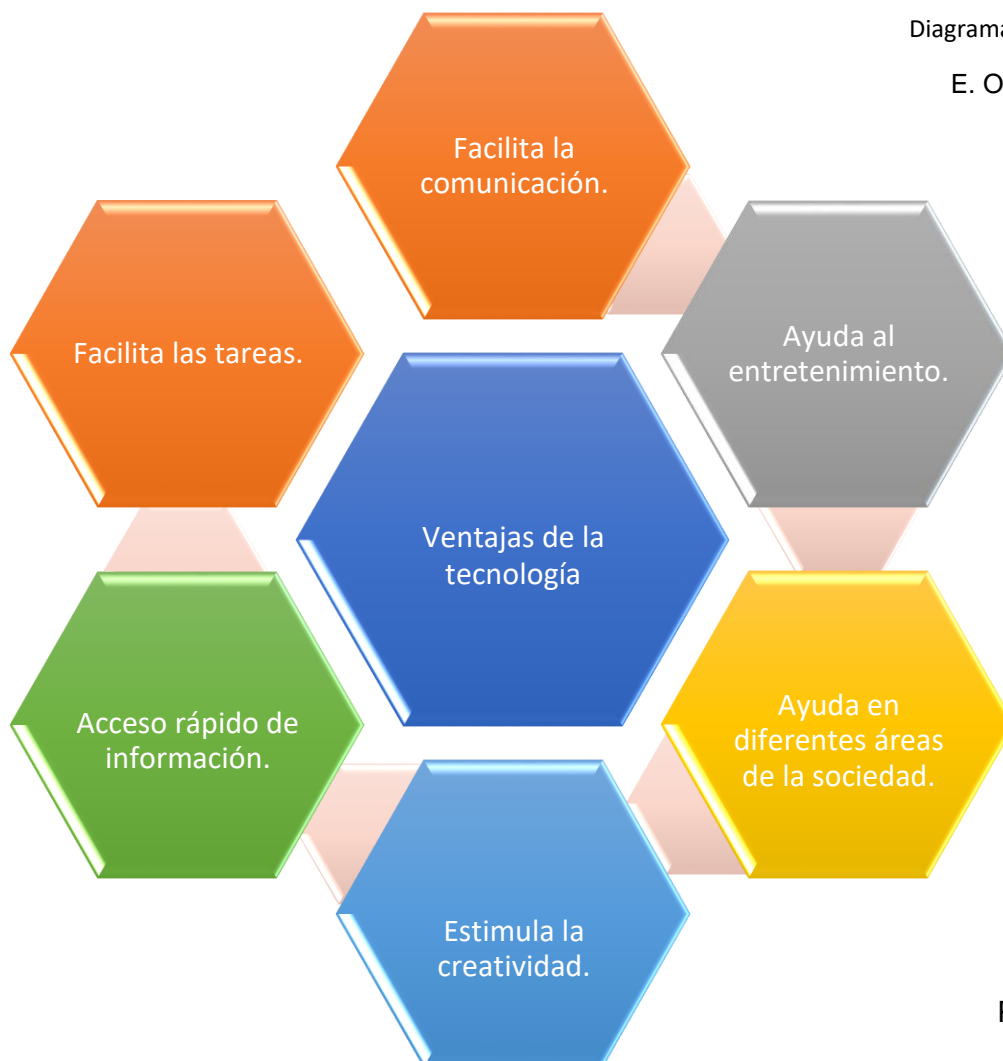 Diagrama
E. O
Facilita la
comunicación.
Facilita las tareas.
Ayuda al
entretenimiento.
Ventajas de la
tecnología
Acceso rápido de
información.
Ayuda en
diferentes áreas
de la sociedad.
Estimula la
creatividad.